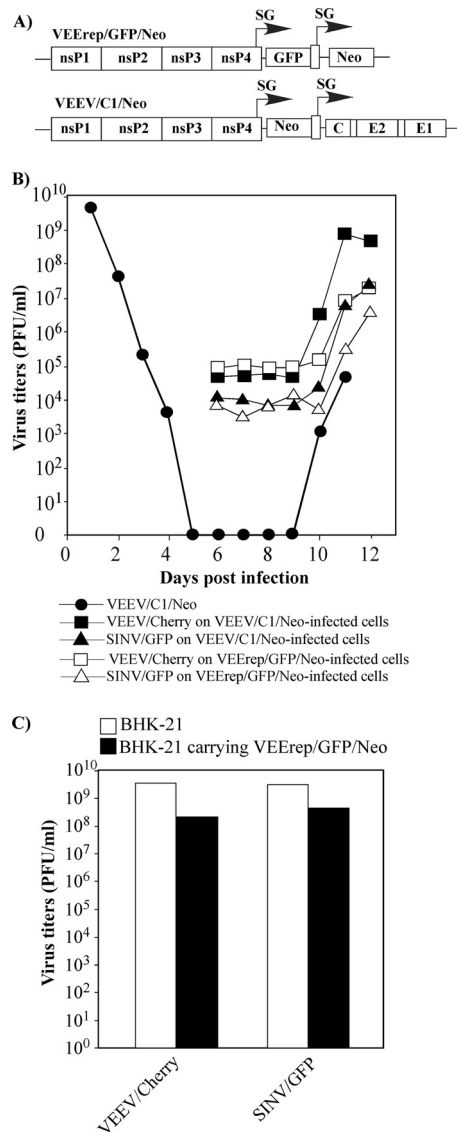 A)
VEErep/GFP/Neo
SG SG
nsP1 nsP2 nsP3 nsP4 GFP Neo
VEEV/C1/Neo
SG SG
nsP1 nsP2 nsP3 nsP4 Neo C E2 E1
B)
Virus titers (PFU/ml)
10^10
10^9
10^8
10^7
10^6
10^5
10^4
10^3
10^2
10^1
0
0 2 4 6 8 10 12
Days post infection
VEEV/C1/Neo
VEEV/Cherry on VEEV/C1/Neo-infected cells
SINV/GFP on VEEV/C1/Neo-infected cells
VEEV/Cherry on VEErep/GFP/Neo-infected cells
SINV/GFP on VEErep/GFP/Neo-infected cells
C)
BHK-21
BHK-21 carrying VEErep/GFP/Neo
Virus titers (PFU/ml)
10^10
10^9
10^8
10^7
10^6
10^5
10^4
10^3
10^2
10^1
10^0
VEEV/Cherry
SINV/GFP